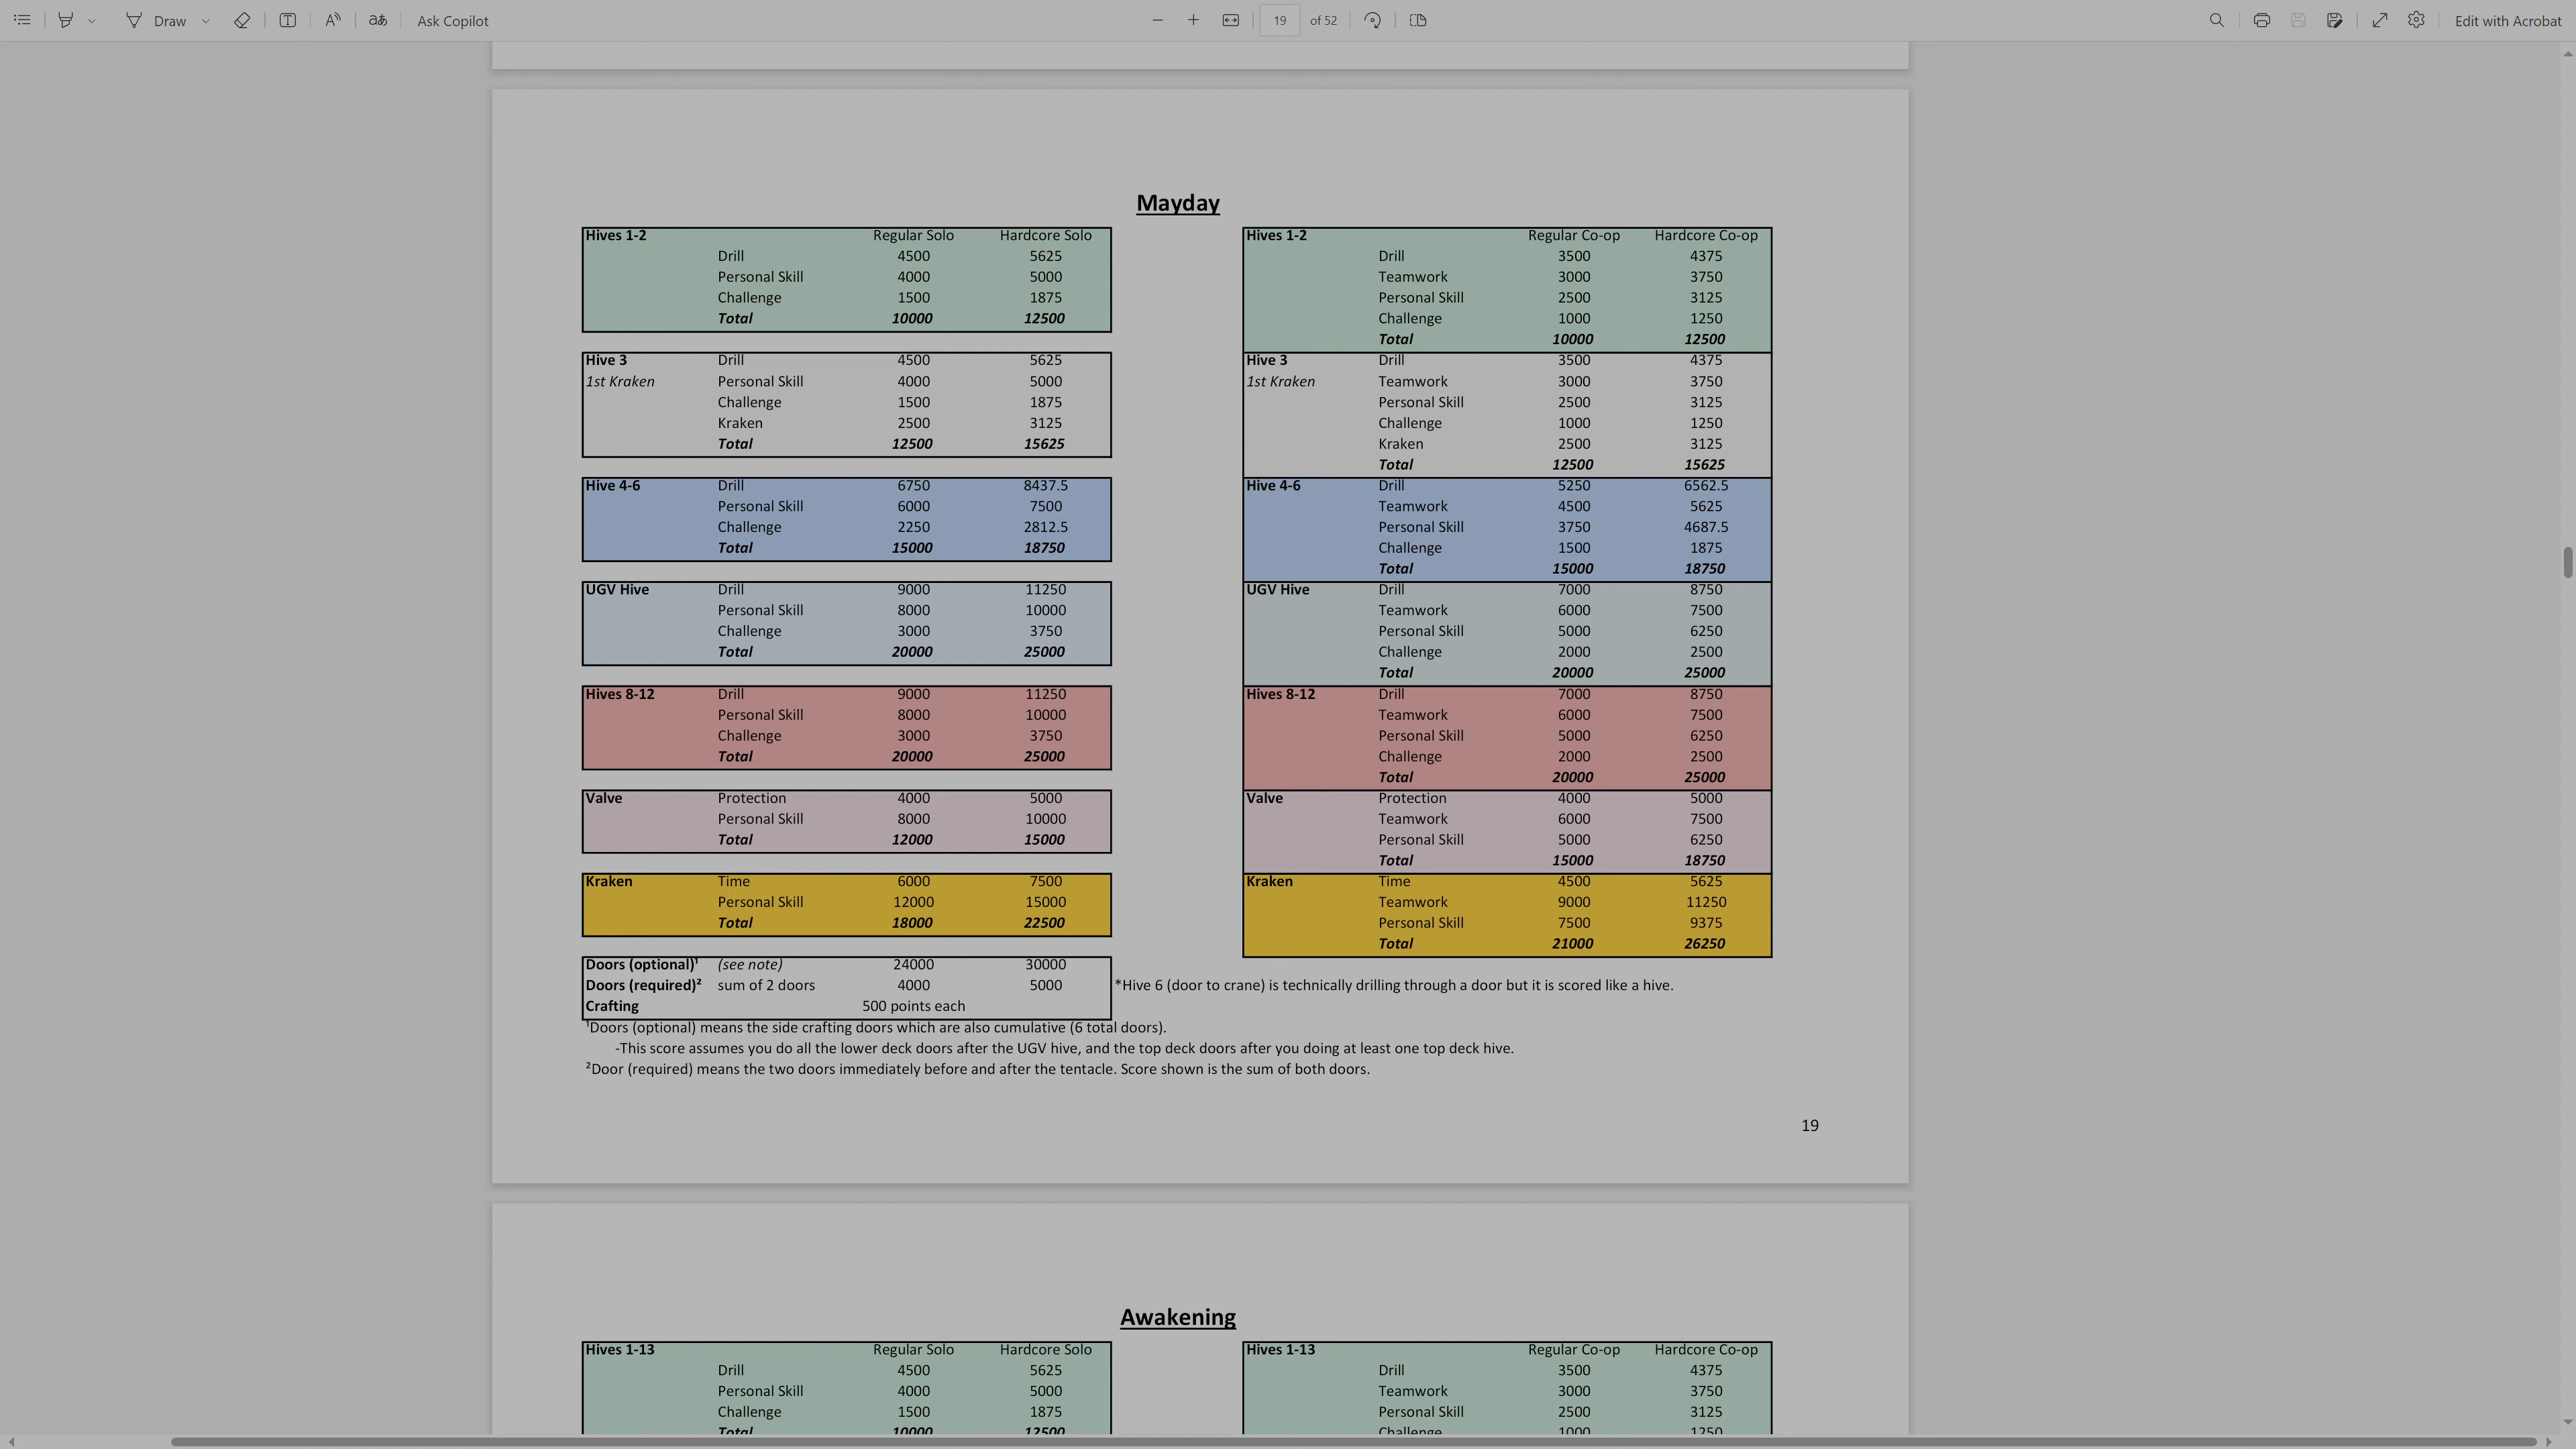 Draw
Ask Copilot
19 of 52
Edit with Acrobat
Mayday
Hives 1-2 Regular Solo Hardcore Solo
Drill 4500 5625
Personal Skill 4000 5000
Challenge 1500 1875
Total 10000 12500
Hive 3 Drill 4500 5625
1st Kraken Personal Skill 4000 5000
Challenge 1500 1875
Kraken 2500 3125
Total 12500 15625
Hive 4-6 Drill 6750 8437.5
Personal Skill 6000 7500
Challenge 2250 2812.5
Total 15000 18750
UGV Hive Drill 9000 11250
Personal Skill 8000 10000
Challenge 3000 3750
Total 20000 25000
Hives 8-12 Drill 9000 11250
Personal Skill 8000 10000
Challenge 3000 3750
Total 20000 25000
Valve Protection 4000 5000
Personal Skill 8000 10000
Total 12000 15000
Kraken Time 6000 7500
Personal Skill 12000 15000
Total 18000 22500
Doors (optional)¹ (see note) 24000 30000
Doors (required)² sum of 2 doors 4000 5000
Crafting 500 points each
Hives 1-2 Regular Co-op Hardcore Co-op
Drill 3500 4375
Teamwork 3000 3750
Personal Skill 2500 3125
Challenge 1000 1250
Total 10000 12500
Hive 3 Drill 3500 4375
1st Kraken Teamwork 3000 3750
Personal Skill 2500 3125
Challenge 1000 1250
Kraken 2500 3125
Total 12500 15625
Hive 4-6 Drill 5250 6562.5
Teamwork 4500 5625
Personal Skill 3750 4687.5
Challenge 1500 1875
Total 15000 18750
UGV Hive Drill 7000 8750
Teamwork 6000 7500
Personal Skill 5000 6250
Challenge 2000 2500
Total 20000 25000
Hives 8-12 Drill 7000 8750
Teamwork 6000 7500
Personal Skill 5000 6250
Challenge 2000 2500
Total 20000 25000
Valve Protection 4000 5000
Teamwork 6000 7500
Personal Skill 5000 6250
Total 15000 18750
Kraken Time 4500 5625
Teamwork 9000 11250
Personal Skill 7500 9375
Total 21000 26250
*Hive 6 (door to crane) is technically drilling through a door but it is scored like a hive.
¹Doors (optional) means the side crafting doors which are also cumulative (6 total doors).
-This score assumes you do all the lower deck doors after the UGV hive, and the top deck doors after you doing at least one top deck hive.
²Door (required) means the two doors immediately before and after the tentacle. Score shown is the sum of both doors.
19
Awakening
Hives 1-13 Regular Solo Hardcore Solo
Drill 4500 5625
Personal Skill 4000 5000
Challenge 1500 1875
Total 10000 12500
Hives 1-13 Regular Co-op Hardcore Co-op
Drill 3500 4375
Teamwork 3000 3750
Personal Skill 2500 3125
Challenge 1000 1250